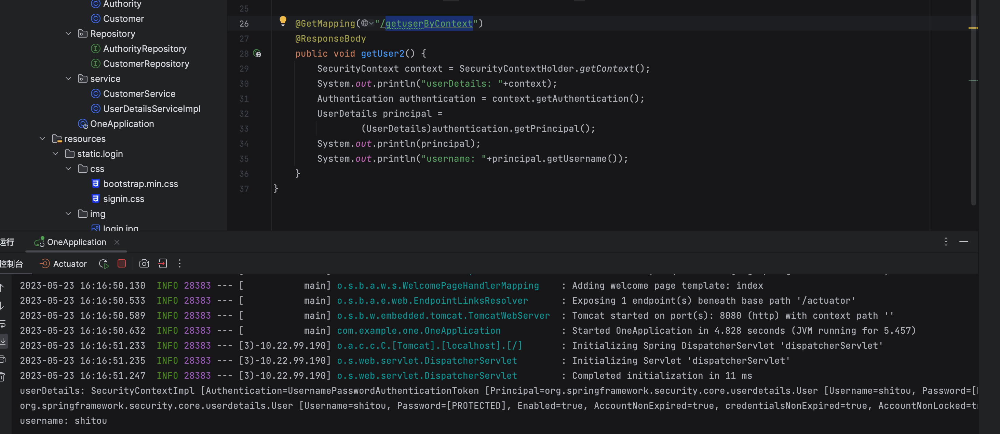 Authority
Customer
Repository
AuthorityRepository
CustomerRepository
service
CustomerService
UserDetailsServiceImpl
OneApplication
resources
static.login
css
bootstrap.min.css
signin.css
img
login.jpg
25
26 @GetMapping("/getuserByContext")
27 @ResponseBody
28 public void getUser2() {
29 SecurityContext context = SecurityContextHolder.getContext();
30 System.out.println("userDetails: "+context);
31 Authentication authentication = context.getAuthentication();
32 UserDetails principal =
33 (UserDetails)authentication.getPrincipal();
34 System.out.println(principal);
35 System.out.println("username: "+principal.getUsername());
36 }
37 }
运行 OneApplication
控制台 Actuator
2023-05-23 16:16:50.130 INFO 28383 --- [ main] o.s.b.a.w.s.WelcomePageHandlerMapping : Adding welcome page template: index
2023-05-23 16:16:50.533 INFO 28383 --- [ main] o.s.b.a.e.web.EndpointLinksResolver : Exposing 1 endpoint(s) beneath base path '/actuator'
2023-05-23 16:16:50.589 INFO 28383 --- [ main] o.s.b.w.embedded.tomcat.TomcatWebServer : Tomcat started on port(s): 8080 (http) with context path ''
2023-05-23 16:16:50.632 INFO 28383 --- [ main] com.example.one.OneApplication : Started OneApplication in 4.828 seconds (JVM running for 5.457)
2023-05-23 16:16:51.233 INFO 28383 --- [3)-10.22.99.190] o.a.c.c.C.[Tomcat].[localhost].[/] : Initializing Spring DispatcherServlet 'dispatcherServlet'
2023-05-23 16:16:51.235 INFO 28383 --- [3)-10.22.99.190] o.s.web.servlet.DispatcherServlet : Initializing Servlet 'dispatcherServlet'
2023-05-23 16:16:51.247 INFO 28383 --- [3)-10.22.99.190] o.s.web.servlet.DispatcherServlet : Completed initialization in 11 ms
userDetails: SecurityContextImpl [Authentication=UsernamePasswordAuthenticationToken [Principal=org.springframework.security.core.userdetails.User [Username=shitou, Password=[
org.springframework.security.core.userdetails.User [Username=shitou, Password=[PROTECTED], Enabled=true, AccountNonExpired=true, credentialsNonExpired=true, AccountNonLocked=t
username: shitou